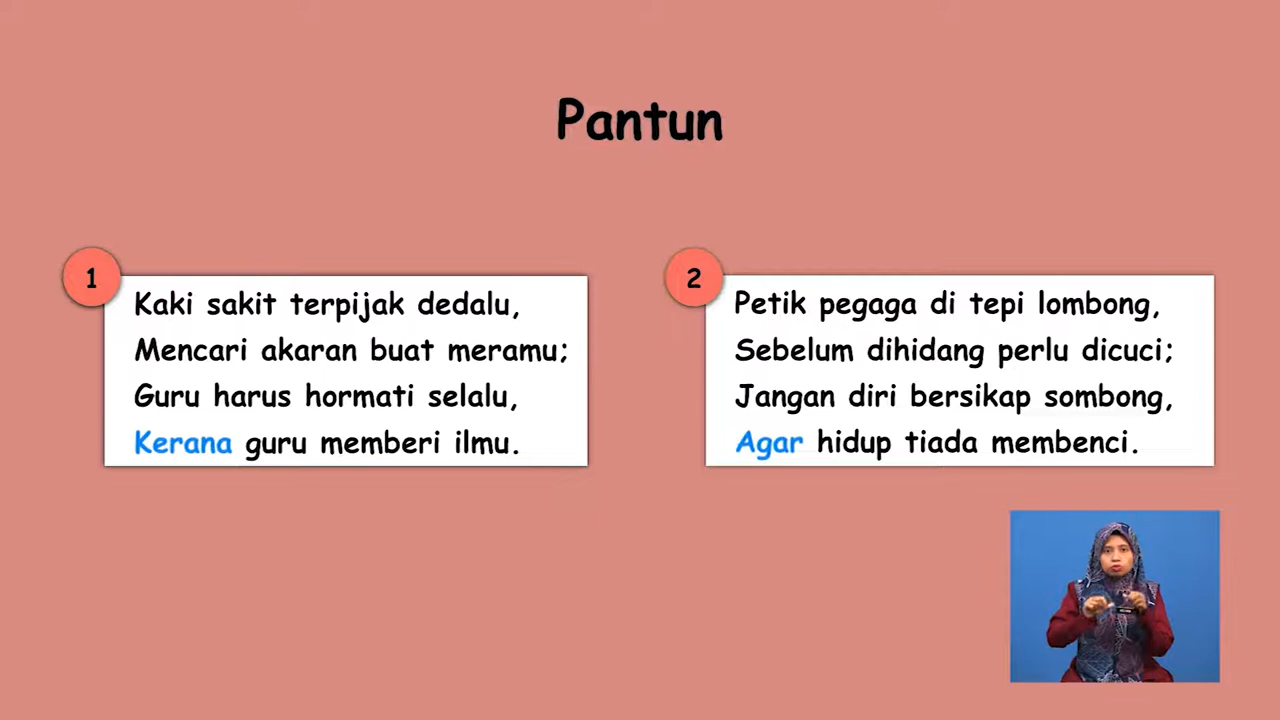 Pantun
1
Kaki sakit terpijak dedalu,
Mencari akaran buat meramu;
Guru harus hormati selalu,
Kerana guru memberi ilmu.
2
Petik pegaga di tepi lombong,
Sebelum dihidang perlu dicuci;
Jangan diri bersikap sombong,
Agar hidup tiada membenci.